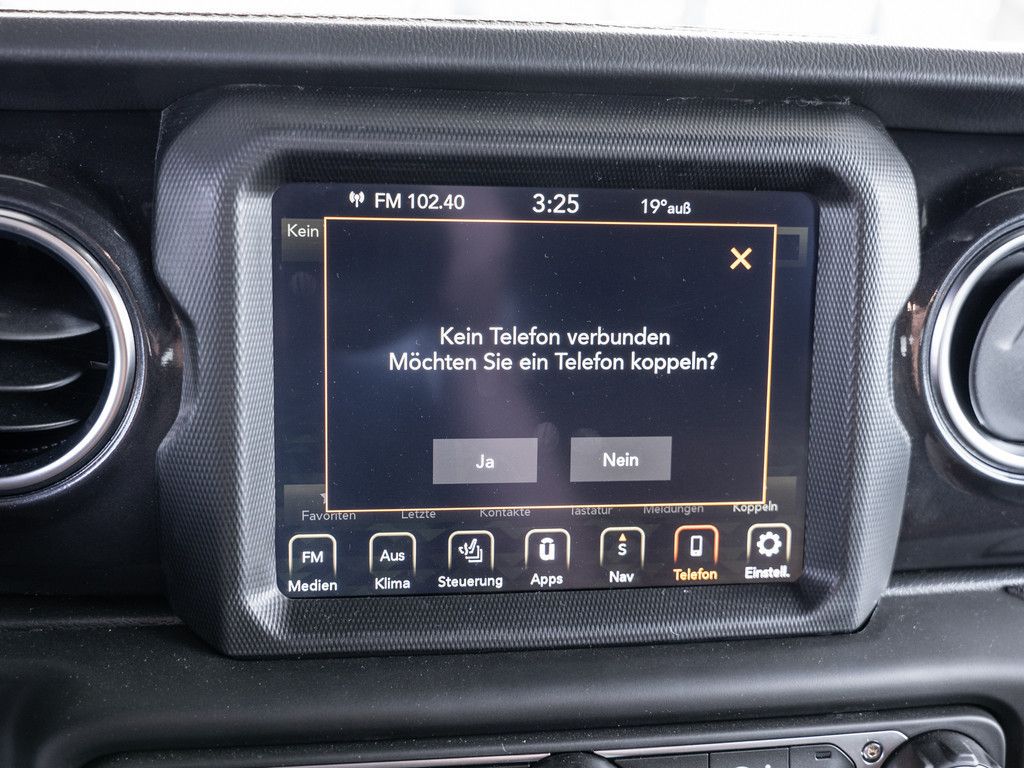 FM 102.40
3:25
19°auß
Kein
Kein Telefon verbunden
Möchten Sie ein Telefon koppeln?
Ja
Nein
Favoriten
Letzte
Kontakte
Tastatur
Meldungen
Koppeln
FM
Aus
S
Medien
Klima
Steuerung
Apps
Nav
Telefon
Einstell.